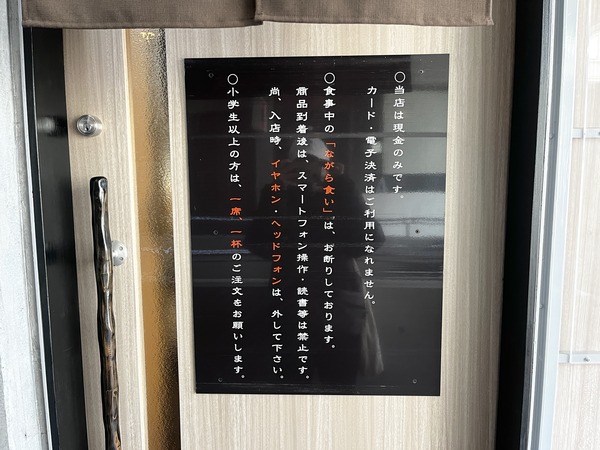 ○当店は現金のみです。
カード・電子決済はご利用になれません。
○食事中の「ながら食い」は、お断りしております。
商品到着後は、スマートフォン操作・読書等は禁止です。
尚、入店時、イヤホン・ヘッドフォンは、外して下さい。
○小学生以上の方は、一席、一杯のご注文をお願いします。